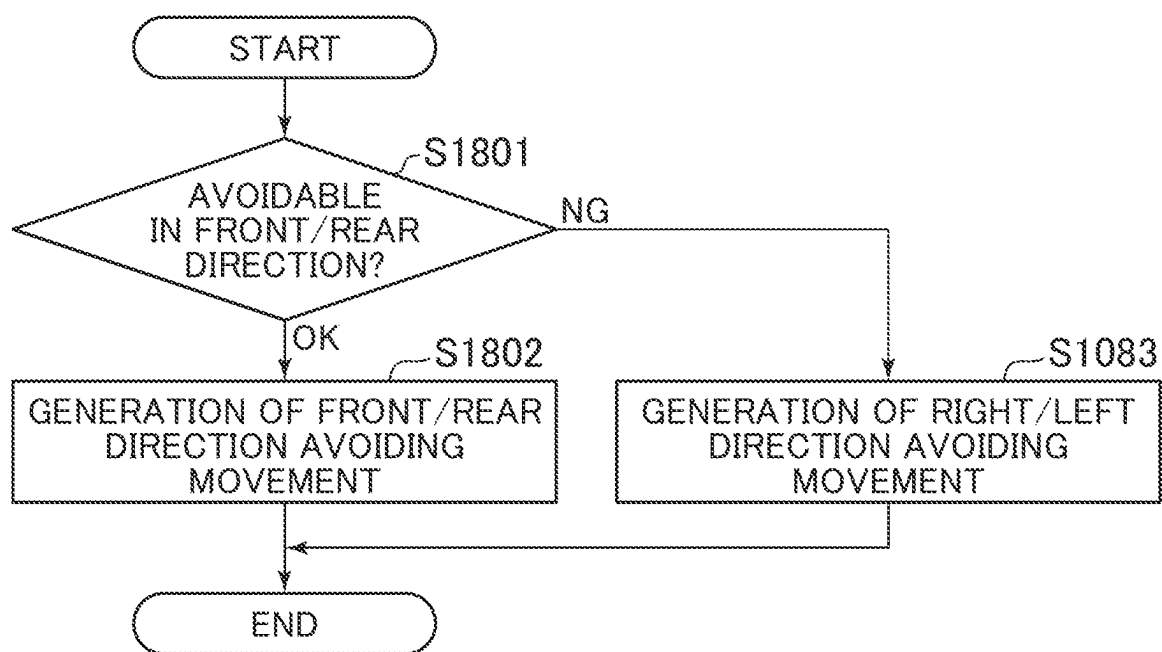 START
S1801
AVOIDABLE
IN FRONT/REAR
DIRECTION?
NG
OK
S1802
GENERATION OF FRONT/REAR
DIRECTION AVOIDING
MOVEMENT
S1083
GENERATION OF RIGHT/LEFT
DIRECTION AVOIDING
MOVEMENT
END